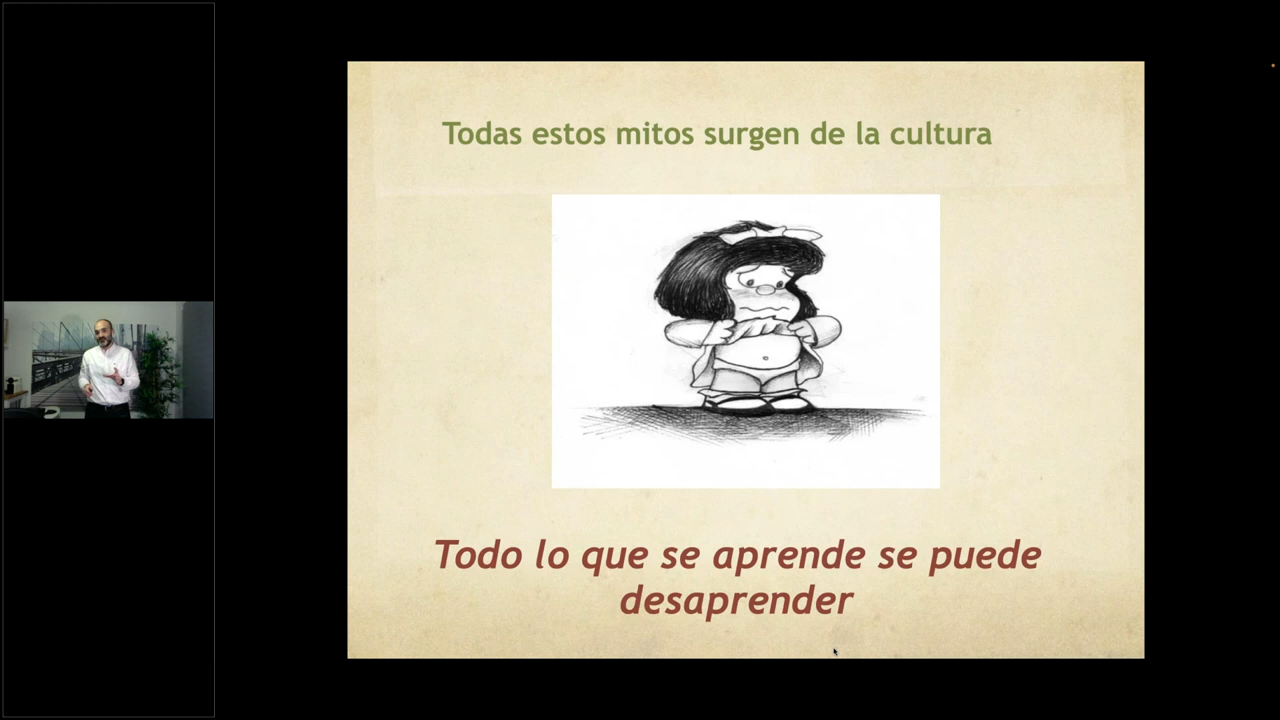 Todas estos mitos surgen de la cultura
Todo lo que se aprende se puede
desaprender